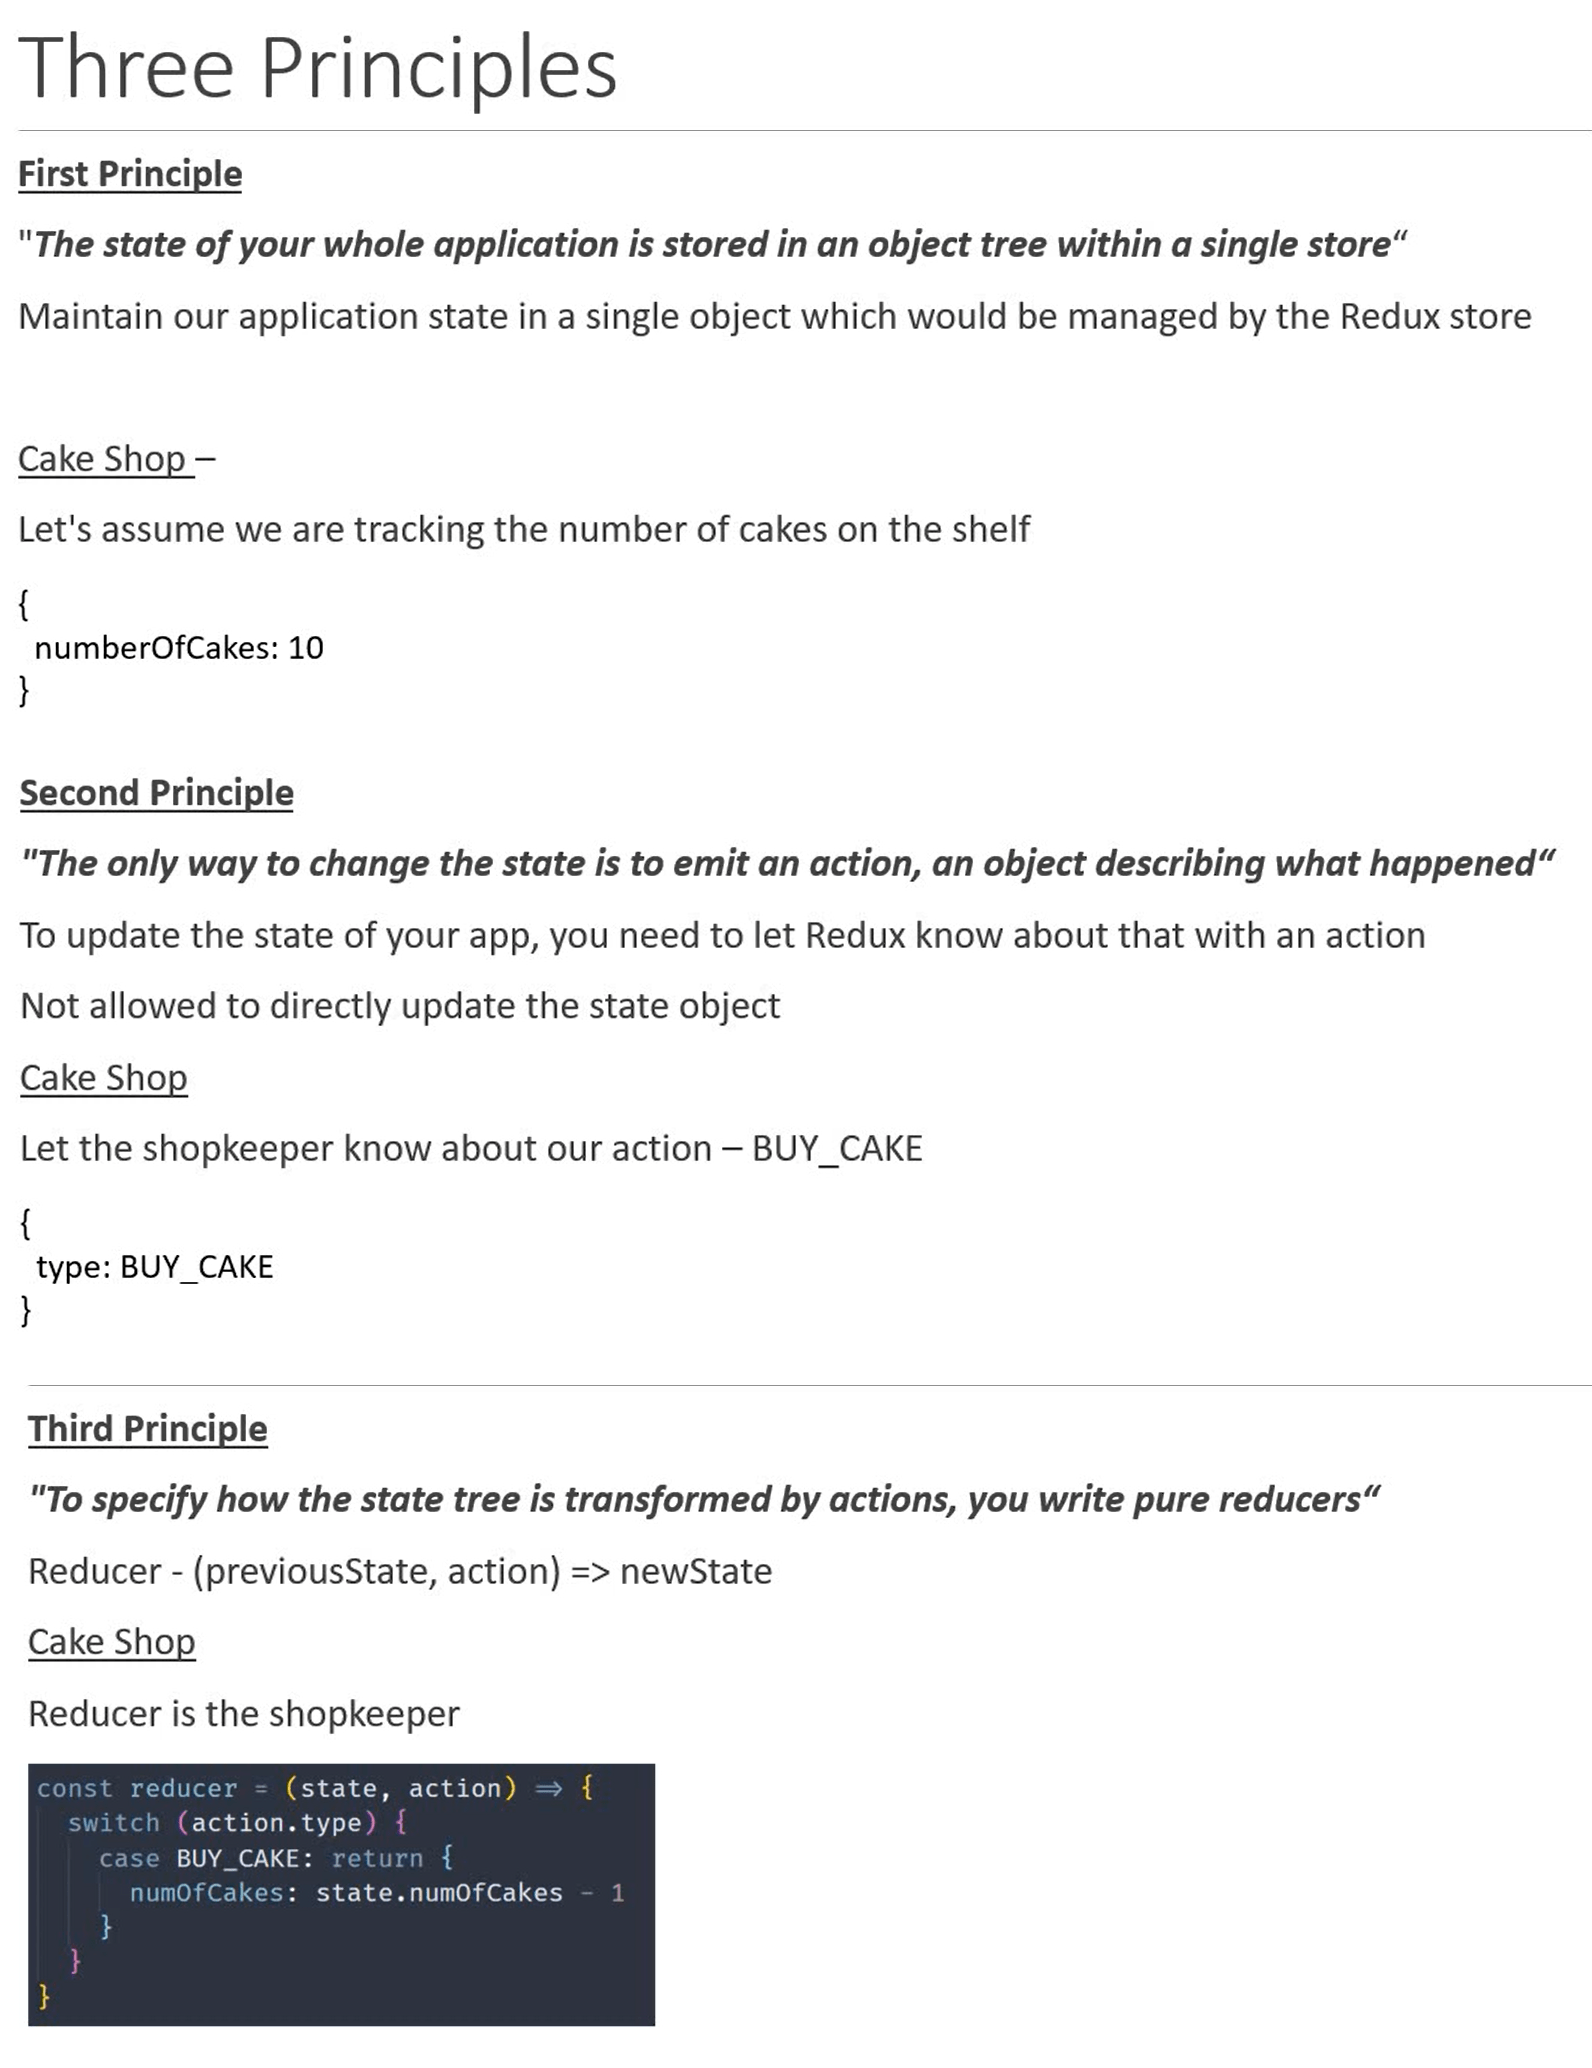 Three Principles
First Principle
"The state of your whole application is stored in an object tree within a single store“
Maintain our application state in a single object which would be managed by the Redux store
Cake Shop –
Let's assume we are tracking the number of cakes on the shelf
{
  numberOfCakes: 10
}
Second Principle
"The only way to change the state is to emit an action, an object describing what happened“
To update the state of your app, you need to let Redux know about that with an action
Not allowed to directly update the state object
Cake Shop
Let the shopkeeper know about our action – BUY_CAKE
{
  type: BUY_CAKE
}
Third Principle
"To specify how the state tree is transformed by actions, you write pure reducers“
Reducer - (previousState, action) => newState
Cake Shop
Reducer is the shopkeeper
const reducer = (state, action) ⇒ {
  switch (action.type) {
    case BUY_CAKE: return {
      numOfCakes: state.numOfCakes - 1
    }
  }
}